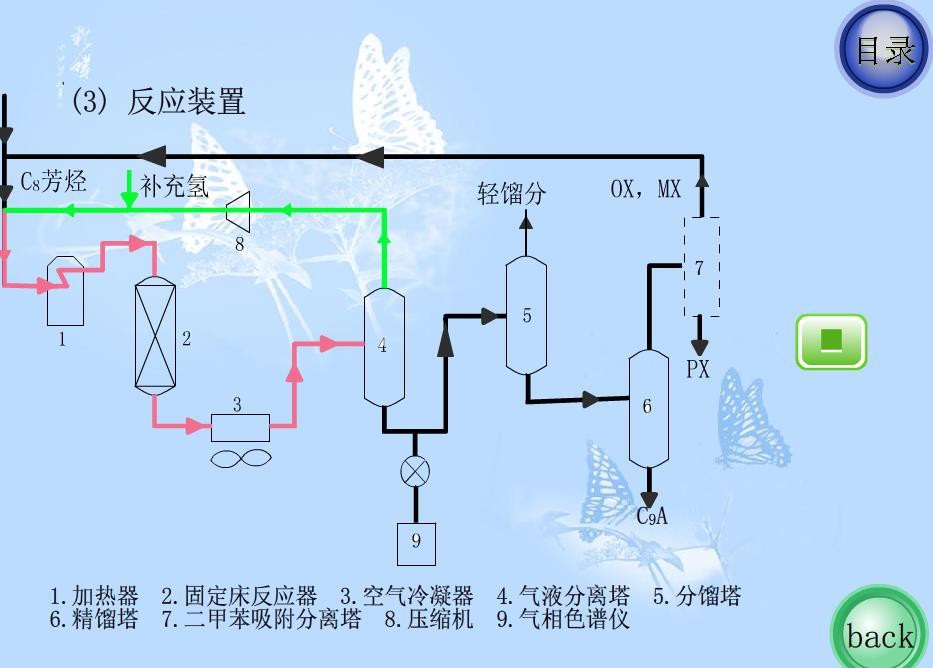 目录
(3) 反应装置
C₈芳烃
补充氢
轻馏分
OX, MX
8
7
1
2
4
5
PX
3
6
C₉A
9
1.加热器 2.固定床反应器 3.空气冷凝器 4.气液分离塔 5.分馏塔
6.精馏塔 7.二甲苯吸附分离塔 8.压缩机 9.气相色谱仪
back